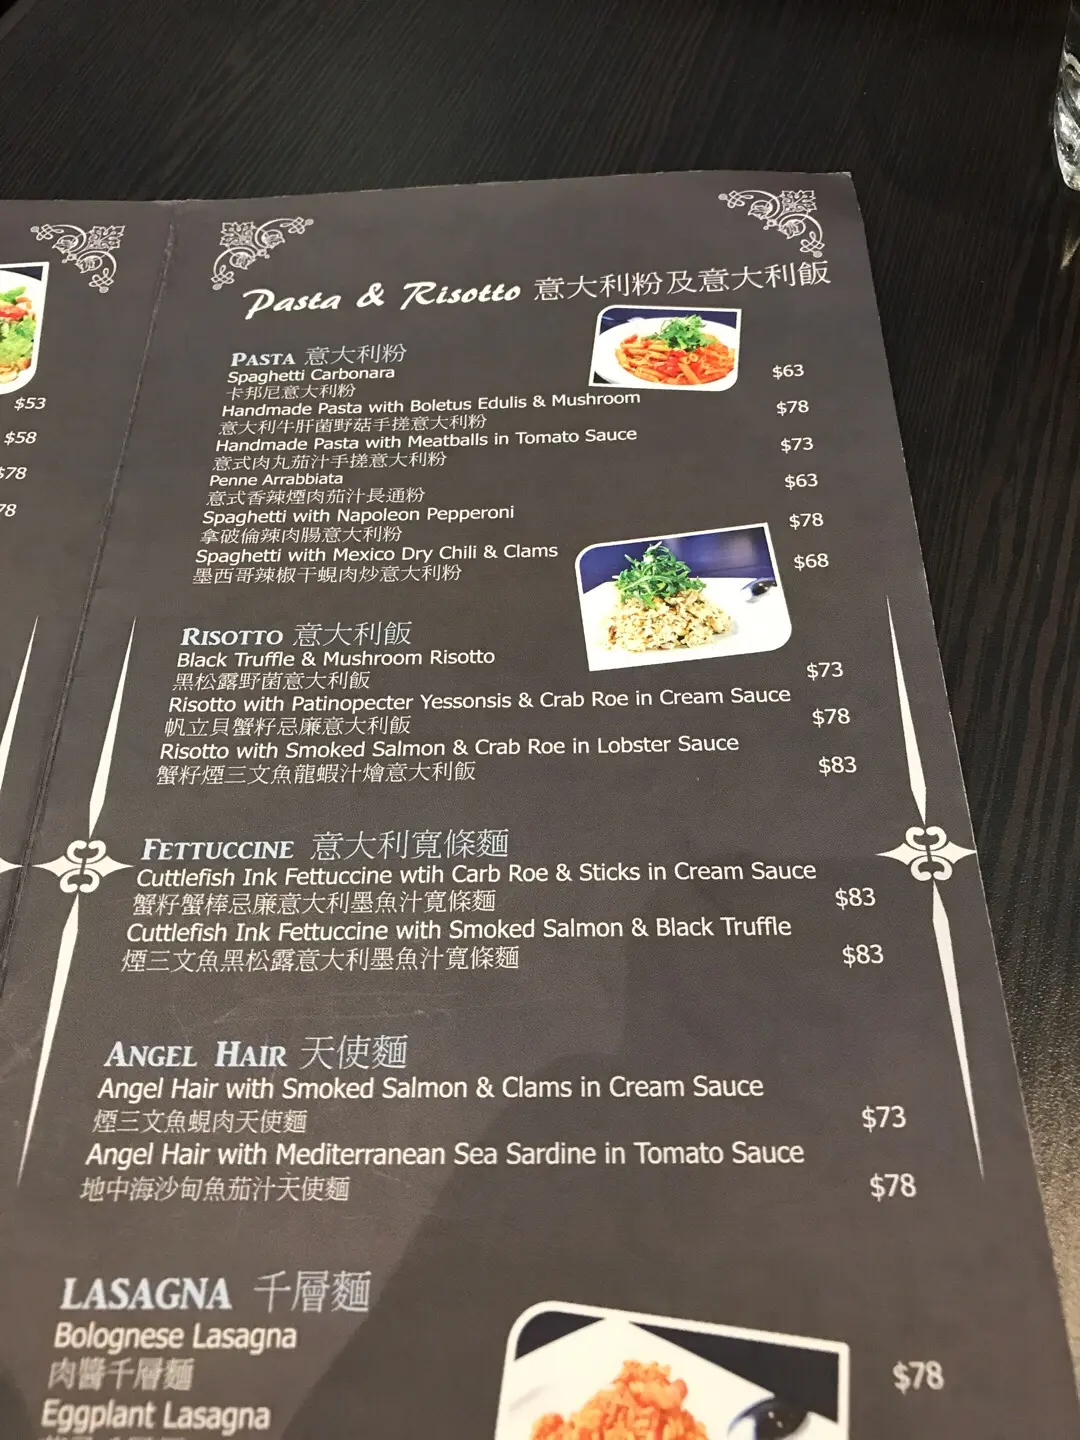 $53
$58
$78
78
Pasta & Risotto 意大利粉及意大利飯
PASTA 意大利粉
Spaghetti Carbonara $63
卡邦尼意大利粉
Handmade Pasta with Boletus Edulis & Mushroom $78
意大利牛肝菌野菇手搓意大利粉
Handmade Pasta with Meatballs in Tomato Sauce $73
意式肉丸茄汁手搓意大利粉
Penne Arrabbiata $63
意式香辣煙肉茄汁長通粉
Spaghetti with Napoleon Pepperoni $78
拿破倫辣肉腸意大利粉
Spaghetti with Mexico Dry Chili & Clams $68
墨西哥辣椒干蜆肉炒意大利粉
RISOTTO 意大利飯
Black Truffle & Mushroom Risotto $73
黑松露野菌意大利飯
Risotto with Patinopecter Yessonsis & Crab Roe in Cream Sauce $78
帆立貝蟹籽忌廉意大利飯
Risotto with Smoked Salmon & Crab Roe in Lobster Sauce $83
蟹籽煙三文魚龍蝦汁燴意大利飯
FETTUCCINE 意大利寬條麵
Cuttlefish Ink Fettuccine wtih Carb Roe & Sticks in Cream Sauce $83
蟹籽蟹棒忌廉意大利墨魚汁寬條麵
Cuttlefish Ink Fettuccine with Smoked Salmon & Black Truffle $83
煙三文魚黑松露意大利墨魚汁寬條麵
ANGEL HAIR 天使麵
Angel Hair with Smoked Salmon & Clams in Cream Sauce $73
煙三文魚蜆肉天使麵
Angel Hair with Mediterranean Sea Sardine in Tomato Sauce $78
地中海沙甸魚茄汁天使麵
LASAGNA 千層麵
Bolognese Lasagna $78
肉醬千層麵
Eggplant Lasagna